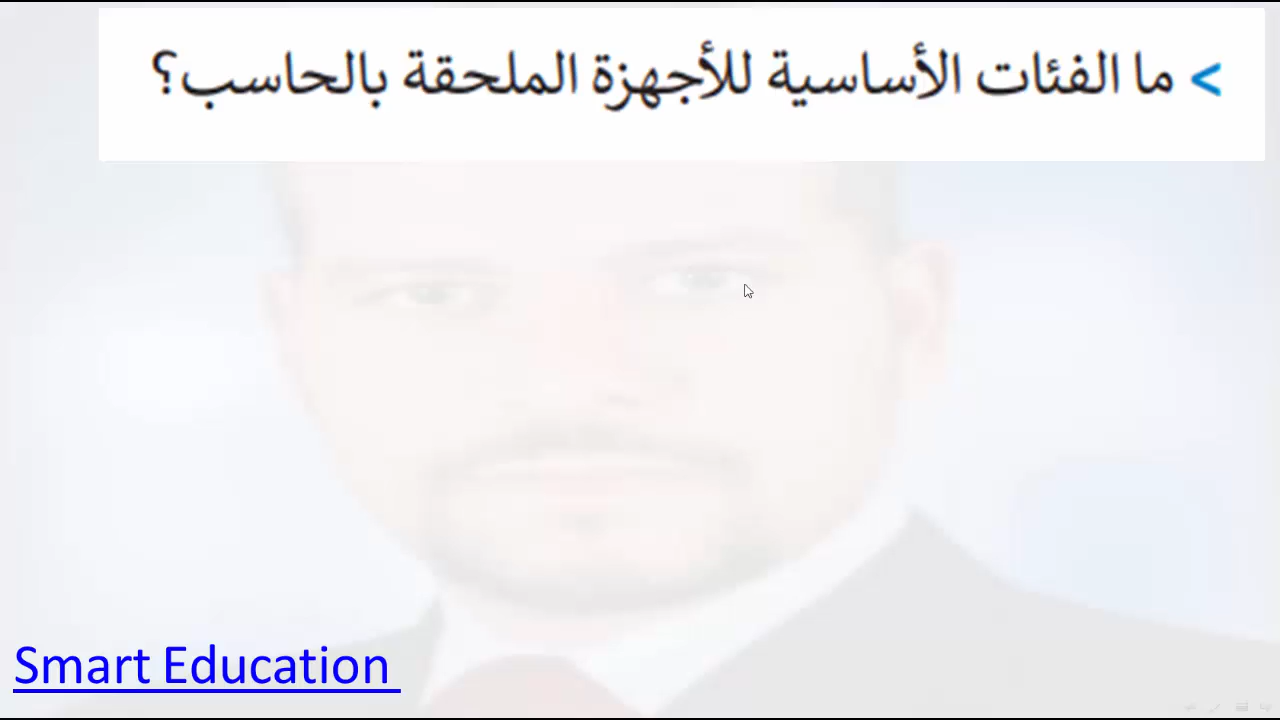 > ما الفئات الأساسية للأجهزة الملحقة بالحاسب؟
Smart Education